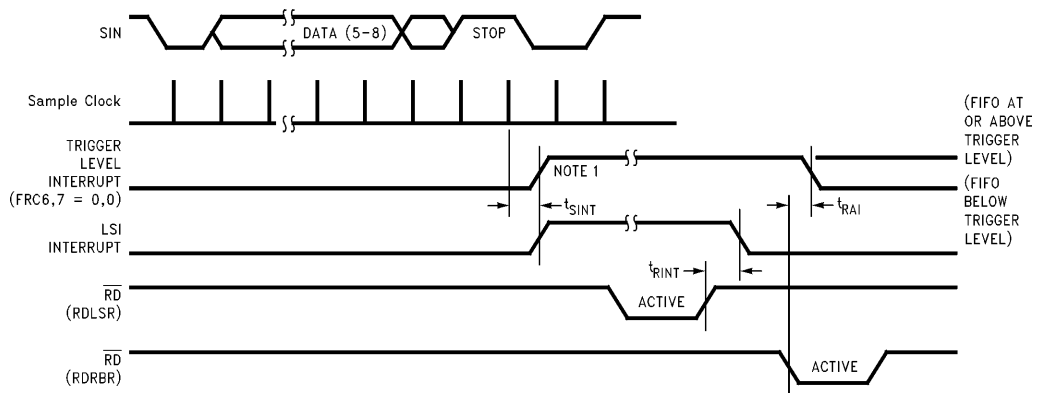 SIN
DATA (5-8)
STOP
Sample Clock
TRIGGER
LEVEL
INTERRUPT
(FRC6,7 = 0,0)
NOTE 1
(FIFO AT
OR ABOVE
TRIGGER
LEVEL)
(FIFO
BELOW
TRIGGER
LEVEL)
tSINT
tRAI
LSI
INTERRUPT
tRINT
RD
(RDLSR)
ACTIVE
RD
(RDRBR)
ACTIVE